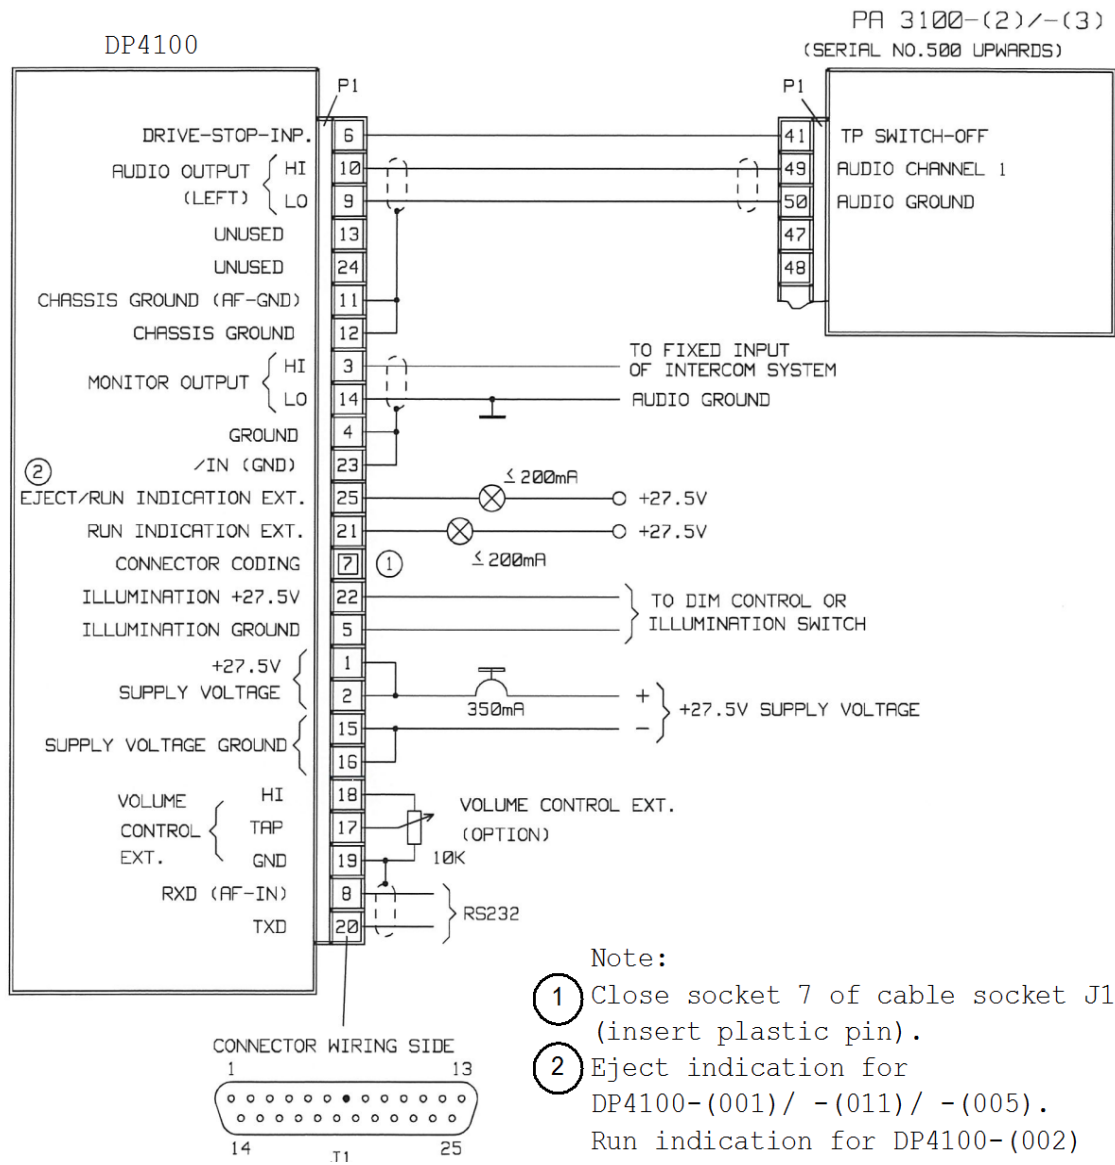 PA 3100-(2)/-(3)
(SERIAL NO.500 UPWARDS)
DP4100
P1
P1
DRIVE-STOP-INP. 6
41 TP SWITCH-OFF
AUDIO OUTPUT
(LEFT)
HI 10
49 AUDIO CHANNEL 1
LO 9
50 AUDIO GROUND
UNUSED 13
47
UNUSED 24
48
CHASSIS GROUND (AF-GND) 11
CHASSIS GROUND 12
MONITOR OUTPUT
HI 3
TO FIXED INPUT
OF INTERCOM SYSTEM
LO 14
AUDIO GROUND
GROUND 4
/IN (GND) 23
2
EJECT/RUN INDICATION EXT. 25
≤200mA
+27.5V
RUN INDICATION EXT. 21
+27.5V
≤200mA
CONNECTOR CODING 7 1
ILLUMINATION +27.5V 22
ILLUMINATION GROUND 5
TO DIM CONTROL OR
ILLUMINATION SWITCH
+27.5V
SUPPLY VOLTAGE
1
2
350mA
+
-
+27.5V SUPPLY VOLTAGE
SUPPLY VOLTAGE GROUND
15
16
VOLUME
CONTROL
EXT.
HI 18
TAP 17
GND 19
VOLUME CONTROL EXT.
(OPTION)
10K
RXD (AF-IN) 8
TXD 20
RS232
CONNECTOR WIRING SIDE
1 13
14 25
J1
Note:
1 Close socket 7 of cable socket J1
(insert plastic pin).
2 Eject indication for
DP4100-(001)/ -(011)/ -(005).
Run indication for DP4100-(002)